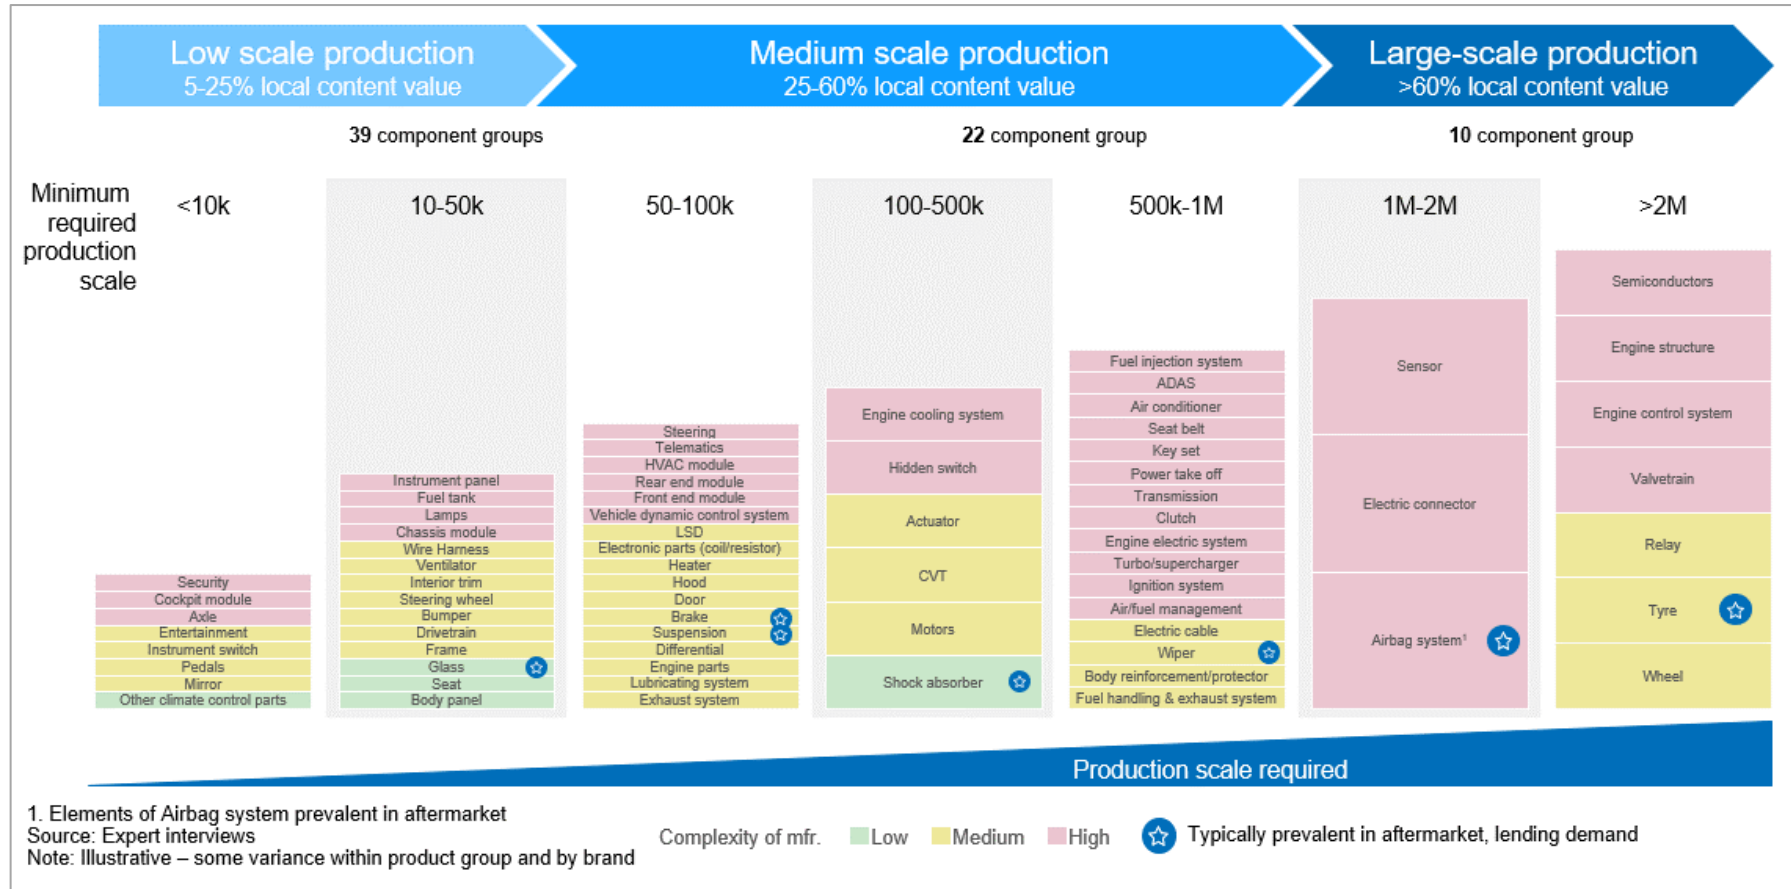 Low scale production
5-25% local content value
Medium scale production
25-60% local content value
Large-scale production
>60% local content value
39 component groups
22 component group
10 component group
Minimum
required
production
scale
<10k
10-50k
50-100k
100-500k
500k-1M
1M-2M
>2M
Security
Cockpit module
Axle
Entertainment
Instrument switch
Pedals
Mirror
Other climate control parts
Instrument panel
Fuel tank
Lamps
Chassis module
Wire Harness
Ventilator
Interior trim
Steering wheel
Bumper
Drivetrain
Frame
Glass
Seat
Body panel
Steering
Telematics
HVAC module
Rear end module
Front end module
Vehicle dynamic control system
LSD
Electronic parts (coil/resistor)
Heater
Hood
Door
Brake
Suspension
Differential
Engine parts
Lubricating system
Exhaust system
Engine cooling system
Hidden switch
Actuator
CVT
Motors
Shock absorber
Fuel injection system
ADAS
Air conditioner
Seat belt
Key set
Power take off
Transmission
Clutch
Engine electric system
Turbo/supercharger
Ignition system
Air/fuel management
Electric cable
Wiper
Body reinforcement/protector
Fuel handling & exhaust system
Sensor
Electric connector
Airbag system¹
Semiconductors
Engine structure
Engine control system
Valvetrain
Relay
Tyre
Wheel
Production scale required
1. Elements of Airbag system prevalent in aftermarket
Source: Expert interviews
Note: Illustrative – some variance within product group and by brand
Complexity of mfr.
Low
Medium
High
Typically prevalent in aftermarket, lending demand